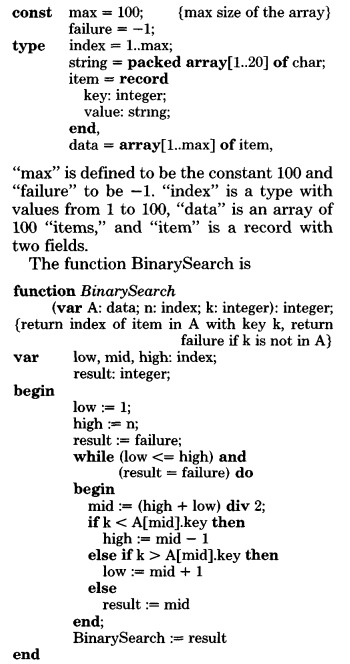 const max = 100; {max size of the array}
failure = −1;
type index = 1..max;
string = packed array[1..20] of char;
item = record
key: integer;
value: string;
end,
data = array[1..max] of item,
"max" is defined to be the constant 100 and
"failure" to be −1. "index" is a type with
values from 1 to 100, "data" is an array of
100 "items," and "item" is a record with
two fields.
The function BinarySearch is
function BinarySearch
(var A: data; n: index; k: integer): integer;
{return index of item in A with key k, return
failure if k is not in A}
var low, mid, high: index;
result: integer;
begin
low := 1;
high := n;
result := failure;
while (low <= high) and
(result = failure) do
begin
mid := (high + low) div 2;
if k < A[mid].key then
high := mid − 1
else if k > A[mid].key then
low := mid + 1
else
result := mid
end;
BinarySearch := result
end